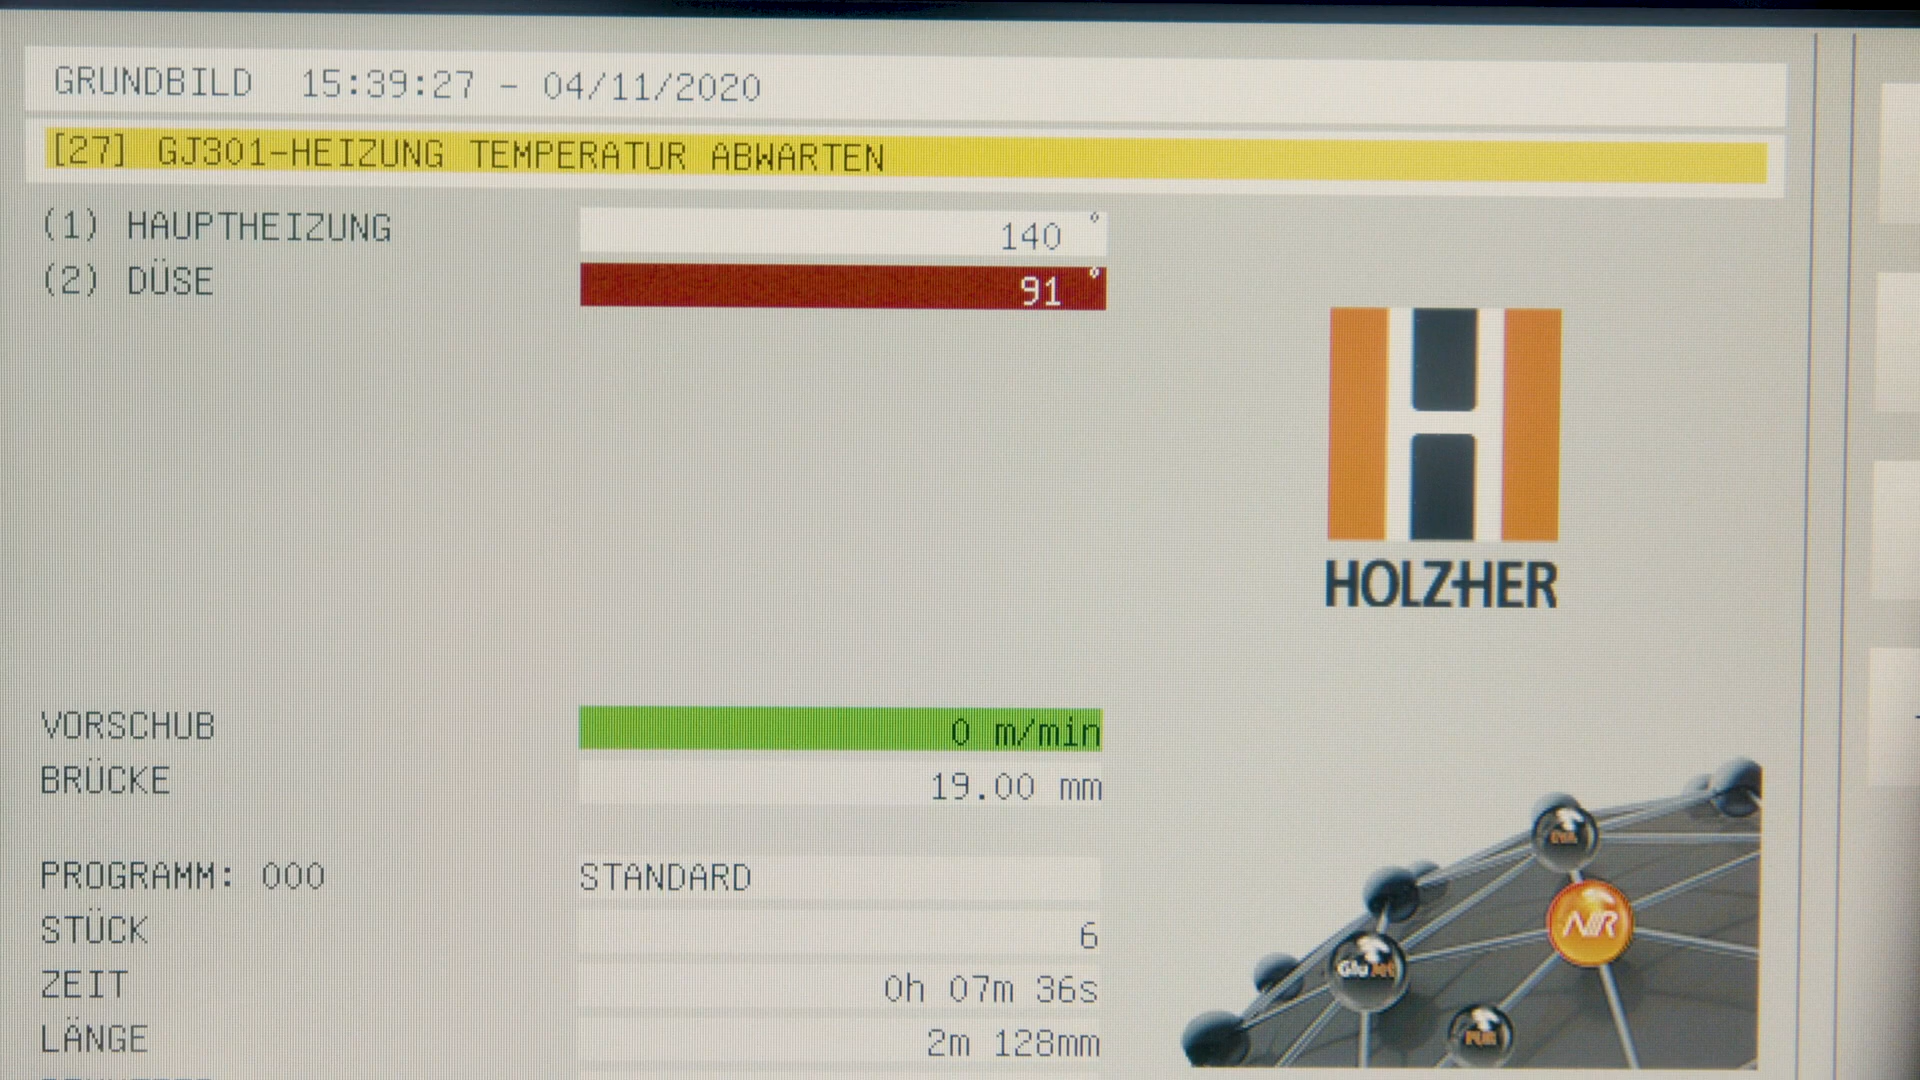 GRUNDBILD 15:39:27 - 04/11/2020
[27] GJ301-HEIZUNG TEMPERATUR ABWARTEN
(1) HAUPTHEIZUNG 140 °
(2) DÜSE 91 °
HOLZHER
VORSCHUB 0 m/min
BRÜCKE 19.00 mm
PROGRAMM: 000 STANDARD
STÜCK 6
ZEIT 0h 07m 36s
LÄNGE 2m 128mm
NIR
GluJet